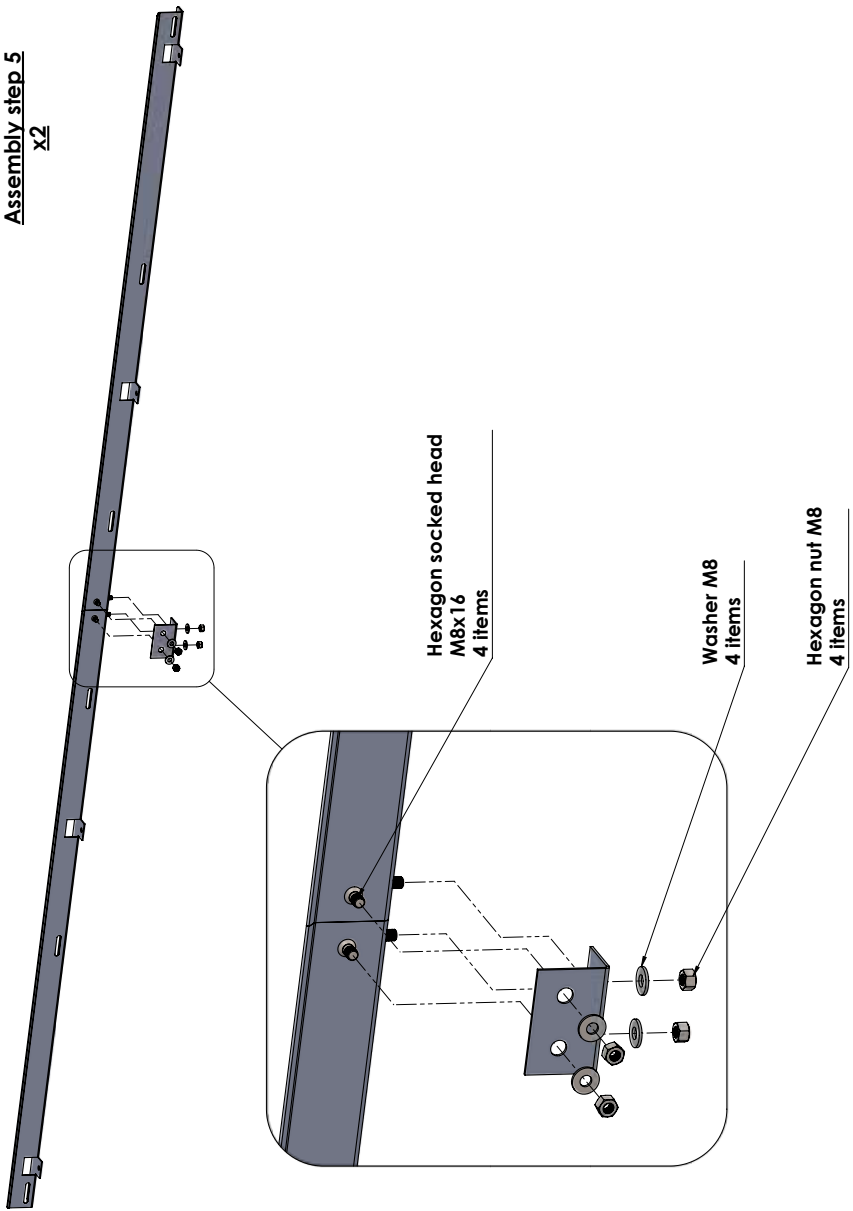 Assembly step 5
x2
Hexagon socked head
M8x16
4 items
Washer M8
4 items
Hexagon nut M8
4 items